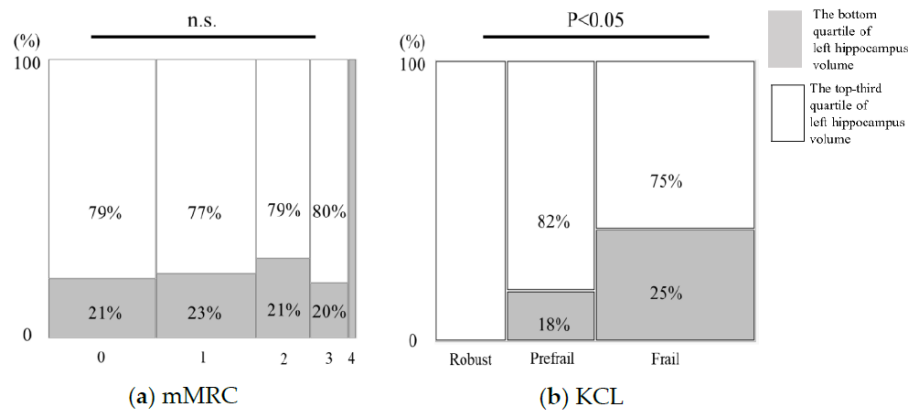 n.s.
(%)
100
79%
77%
79%
80%
21%
23%
21%
20%
0
0 1 2 3 4
(a) mMRC
P<0.05
(%)
100
82%
75%
18%
25%
0
Robust Prefrail Frail
(b) KCL
The bottom
quartile of
left hippocampus
volume
The top-third
quartile of
left hippocampus
volume